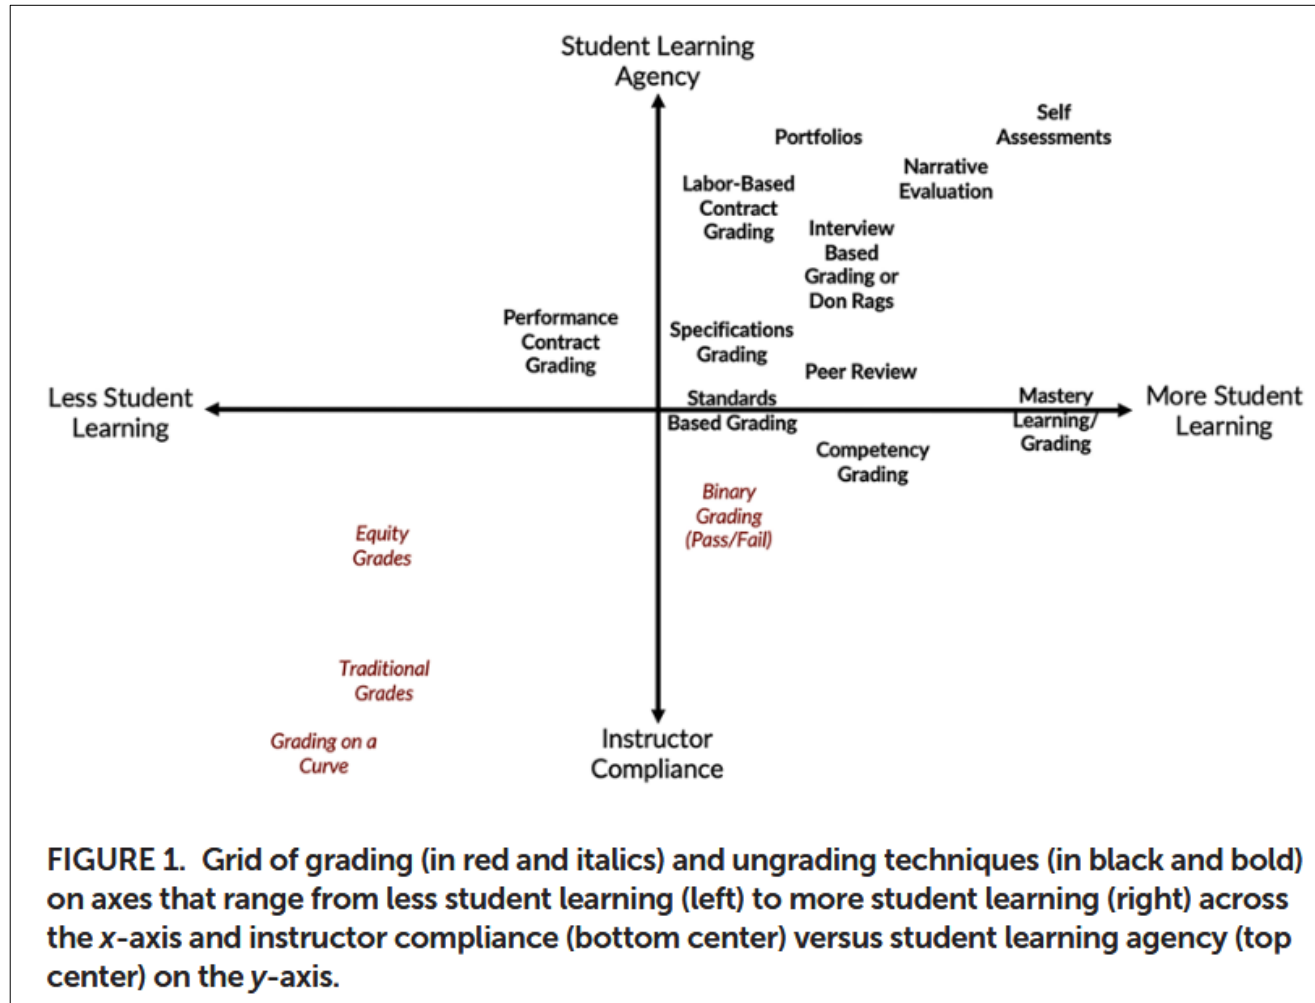 Student Learning
Agency
Self
Assessments
Portfolios
Narrative
Evaluation
Labor-Based
Contract
Grading
Interview
Based
Grading or
Don Rags
Performance
Contract
Grading
Specifications
Grading
Peer Review
Less Student
Learning
Standards
Based Grading
Mastery
Learning/
Grading
More Student
Learning
Competency
Grading
Binary
Grading
(Pass/Fail)
Equity
Grades
Traditional
Grades
Grading on a
Curve
Instructor
Compliance
FIGURE 1. Grid of grading (in red and italics) and ungrading techniques (in black and bold)
on axes that range from less student learning (left) to more student learning (right) across
the x-axis and instructor compliance (bottom center) versus student learning agency (top
center) on the y-axis.